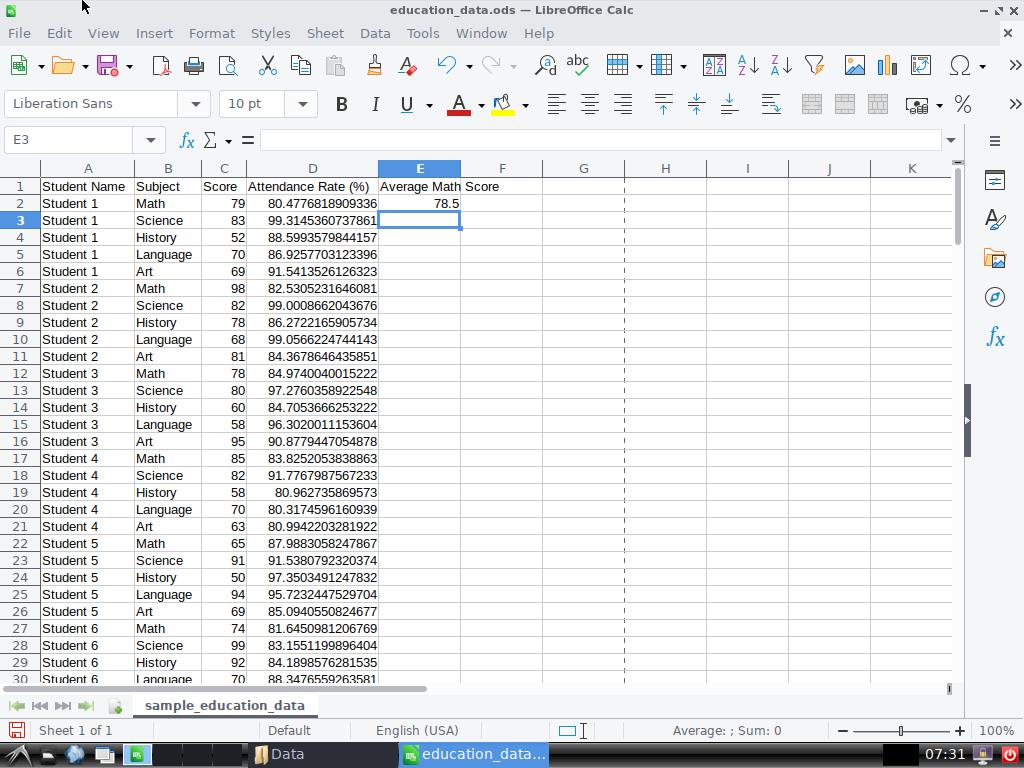 education_data.ods — LibreOffice Calc
File Edit View Insert Format Styles Sheet Data Tools Window Help
Liberation Sans 10 pt
E3
A B C D E F G H I J K
1 Student Name Subject Score Attendance Rate (%) Average Math Score
2 Student 1 Math 79 80.4776818909336 78.5
3 Student 1 Science 83 99.3145360737861
4 Student 1 History 52 88.5993579844157
5 Student 1 Language 70 86.9257703123396
6 Student 1 Art 69 91.5413526126323
7 Student 2 Math 98 82.5305231646081
8 Student 2 Science 82 99.0008662043676
9 Student 2 History 78 86.2722165905734
10 Student 2 Language 68 99.0566224744143
11 Student 2 Art 81 84.3678646435851
12 Student 3 Math 78 84.9740040015222
13 Student 3 Science 80 97.2760358922548
14 Student 3 History 60 84.7053666253222
15 Student 3 Language 58 96.3020011153604
16 Student 3 Art 95 90.8779447054878
17 Student 4 Math 85 83.8252053838863
18 Student 4 Science 82 91.7767987567233
19 Student 4 History 58 80.962735869573
20 Student 4 Language 70 80.3174596160939
21 Student 4 Art 63 80.9942203281922
22 Student 5 Math 65 87.9883058247867
23 Student 5 Science 91 91.5380792320374
24 Student 5 History 50 97.3503491247832
25 Student 5 Language 94 95.7232447529704
26 Student 5 Art 69 85.0940550824677
27 Student 6 Math 74 81.6450981206769
28 Student 6 Science 99 83.1551199896404
29 Student 6 History 92 84.1898576281535
30 Student 6 Language 70 88.3476559263581
sample_education_data
Sheet 1 of 1 Default English (USA) Average: ; Sum: 0 100%
Data education_data... 07:31